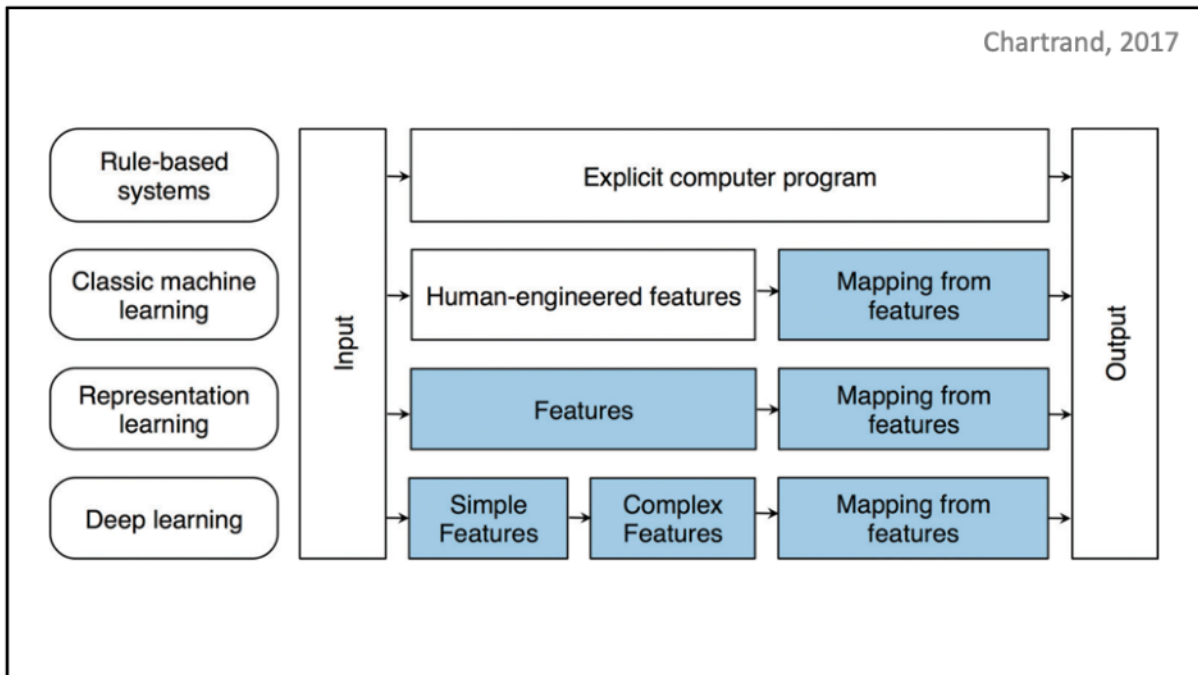 Chartrand, 2017
Rule-based
systems
Input
Explicit computer program
Output
Classic machine
learning
Human-engineered features
Mapping from
features
Representation
learning
Features
Mapping from
features
Deep learning
Simple
Features
Complex
Features
Mapping from
features